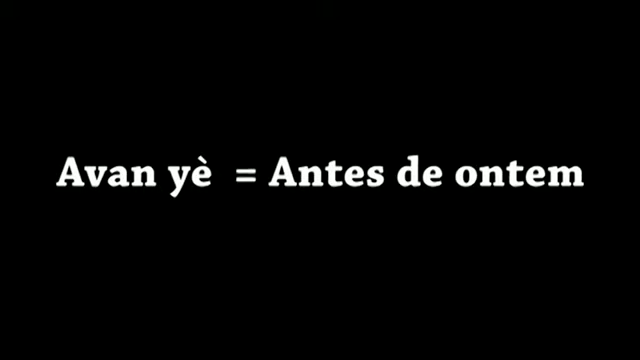 Avan yè = Antes de ontem